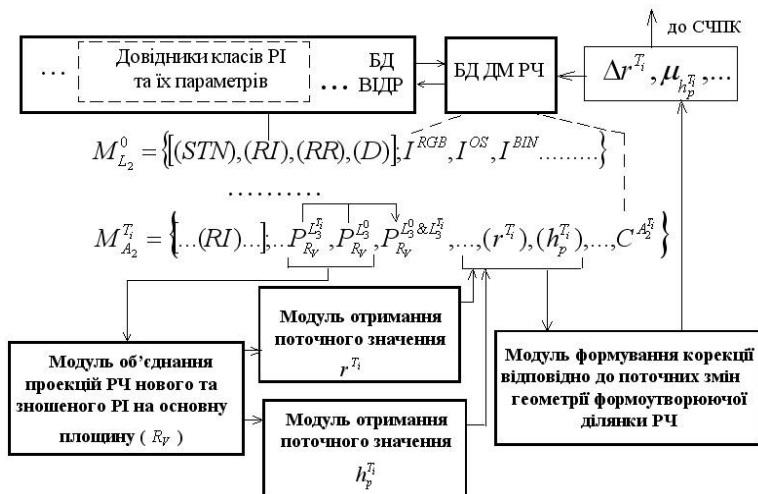 до СЧПК
... Довідники класів РІ
та їх параметрів
... БД
ВІДР
БД ДМ РЧ
Δr^{T_i}, μ_{h_p^{T_i}},...
M_{L_2}^0 = {[(STN),(RI),(RR),(D)]; I^{RGB}, I^{OS}, I^{BIN}.........}
..........
M_{A_2}^{T_i} = {[...(RI)...];...P_{R_V}^{L_3^{T_i}}, P_{R_V}^{L_3^0}, P_{R_V}^{L_3^0 & L_3^{T_i}},...,(r^{T_i}),(h_p^{T_i}),...,C^{A_2^{T_i}}}
Модуль отримання
поточного значення
r^{T_i}
Модуль об’єднання
проекцій РЧ нового та
зношеного РІ на основну
площину ( R_V )
Модуль отримання
поточного значення
h_p^{T_i}
Модуль формування корекції
відповідно до поточних змін
геометрії формоутворюючої
ділянки РЧ